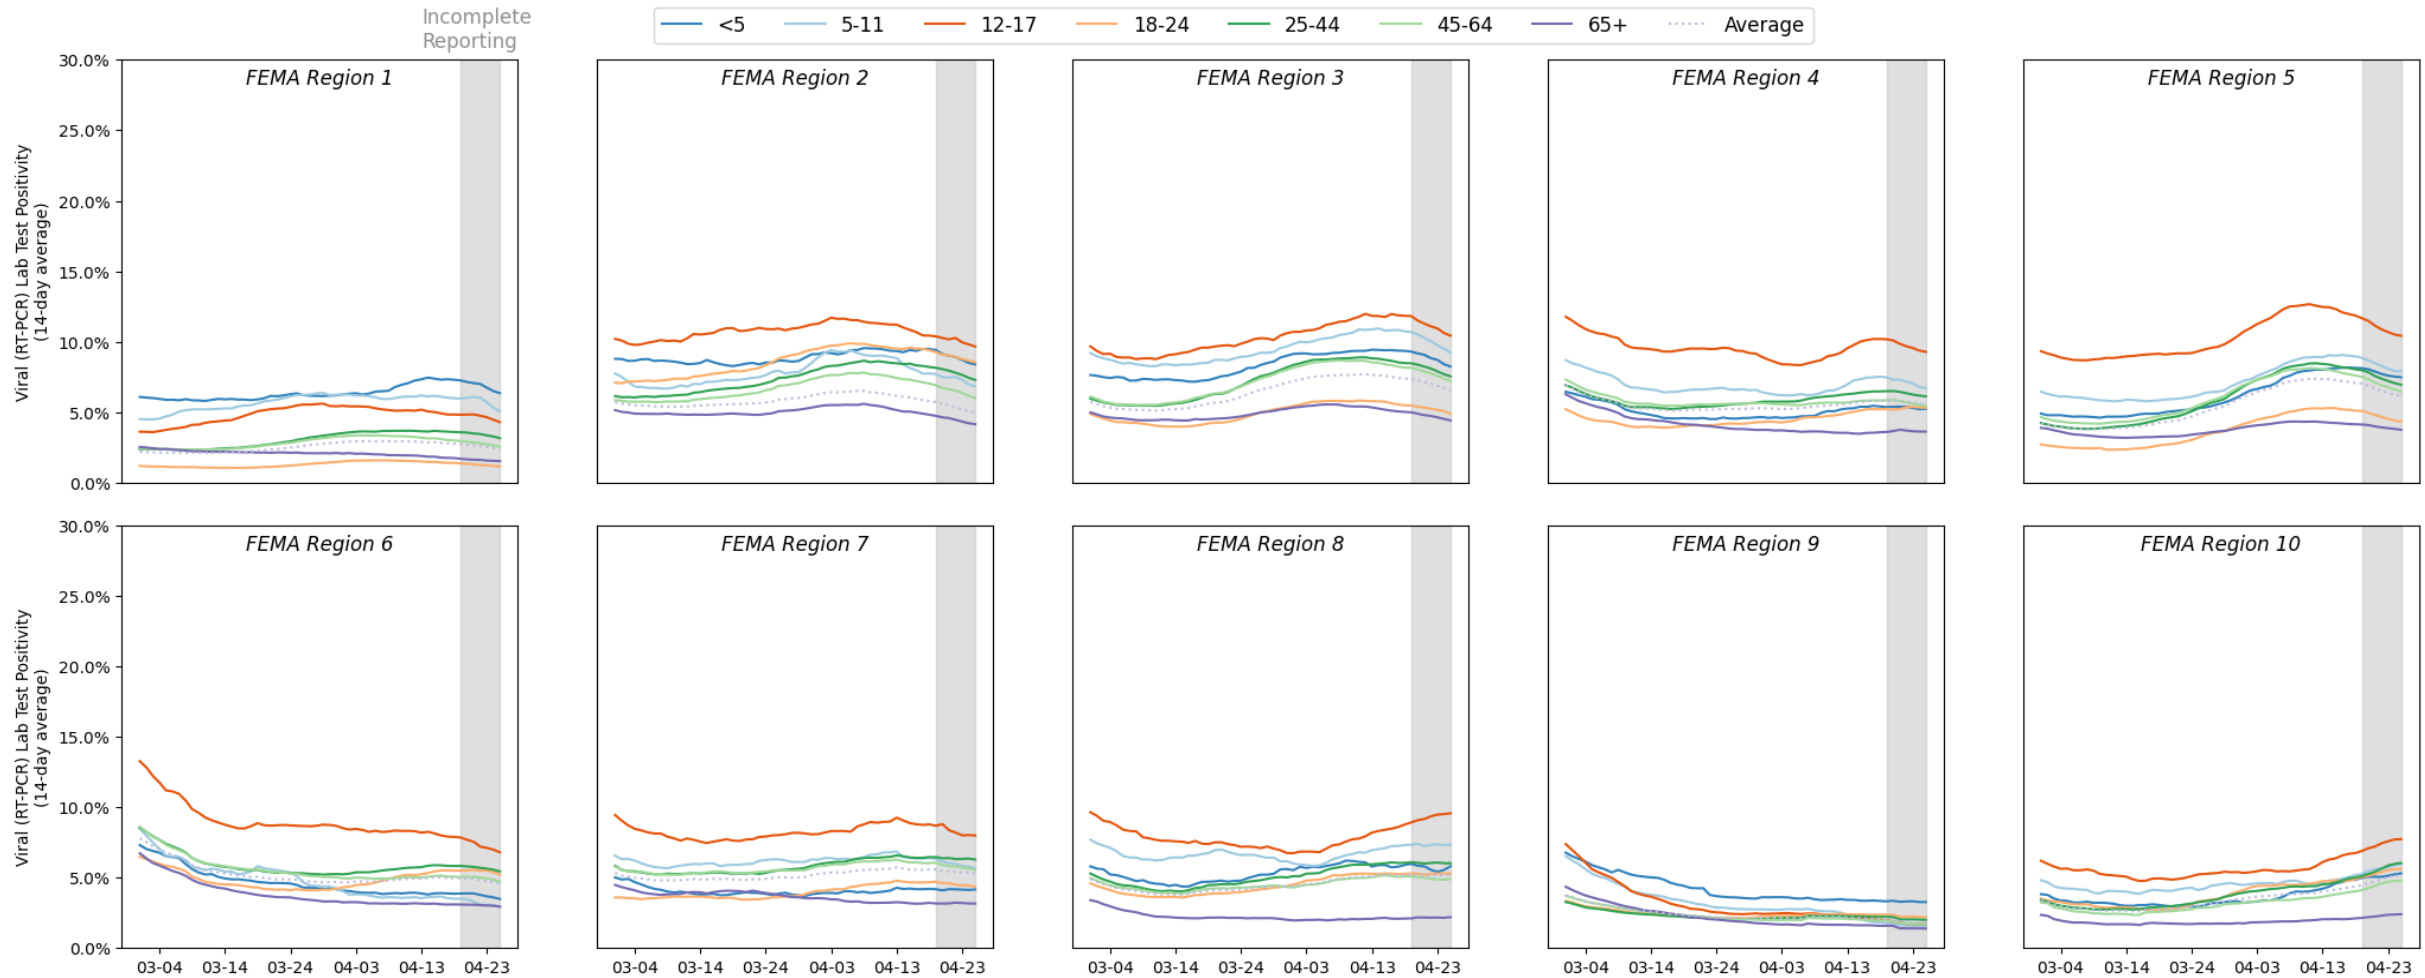 Incomplete
Reporting
<5 5-11 12-17 18-24 25-44 45-64 65+ Average
FEMA Region 1
FEMA Region 2
FEMA Region 3
FEMA Region 4
FEMA Region 5
Viral (RT-PCR) Lab Test Positivity
(14-day average)
30.0%
25.0%
20.0%
15.0%
10.0%
5.0%
0.0%
FEMA Region 6
FEMA Region 7
FEMA Region 8
FEMA Region 9
FEMA Region 10
Viral (RT-PCR) Lab Test Positivity
(14-day average)
30.0%
25.0%
20.0%
15.0%
10.0%
5.0%
0.0%
03-04 03-14 03-24 04-03 04-13 04-23
03-04 03-14 03-24 04-03 04-13 04-23
03-04 03-14 03-24 04-03 04-13 04-23
03-04 03-14 03-24 04-03 04-13 04-23
03-04 03-14 03-24 04-03 04-13 04-23